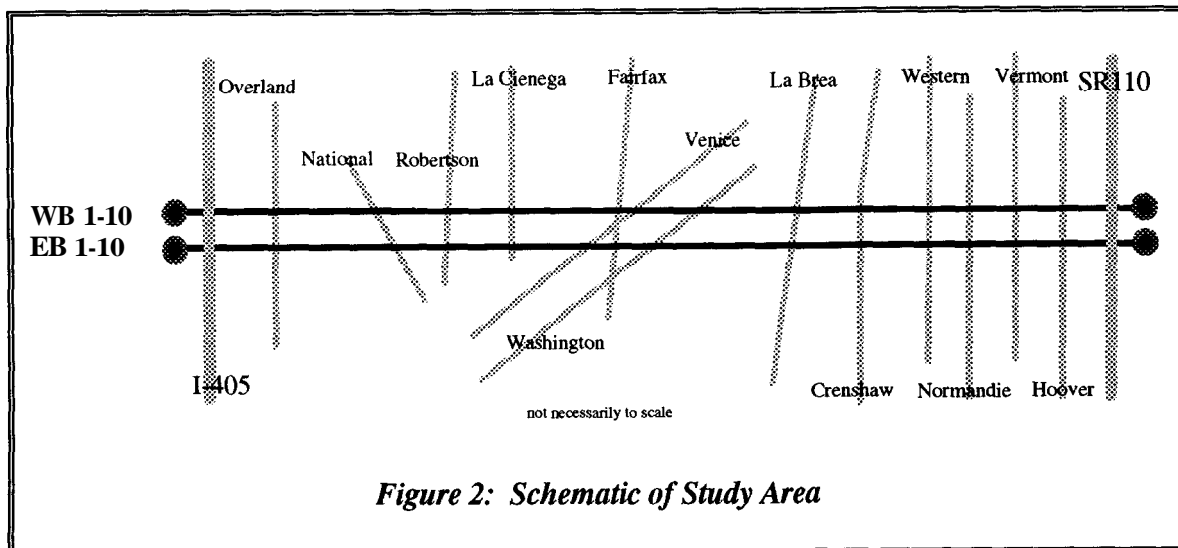 La Cienega
Fairfax
La Brea
Western
Vermont
SR110
Overland
Venice
National
Robertson
WB 1-10
EB 1-10
Washington
I-405
Crenshaw
Normandie
Hoover
not necessarily to scale
Figure 2: Schematic of Study Area